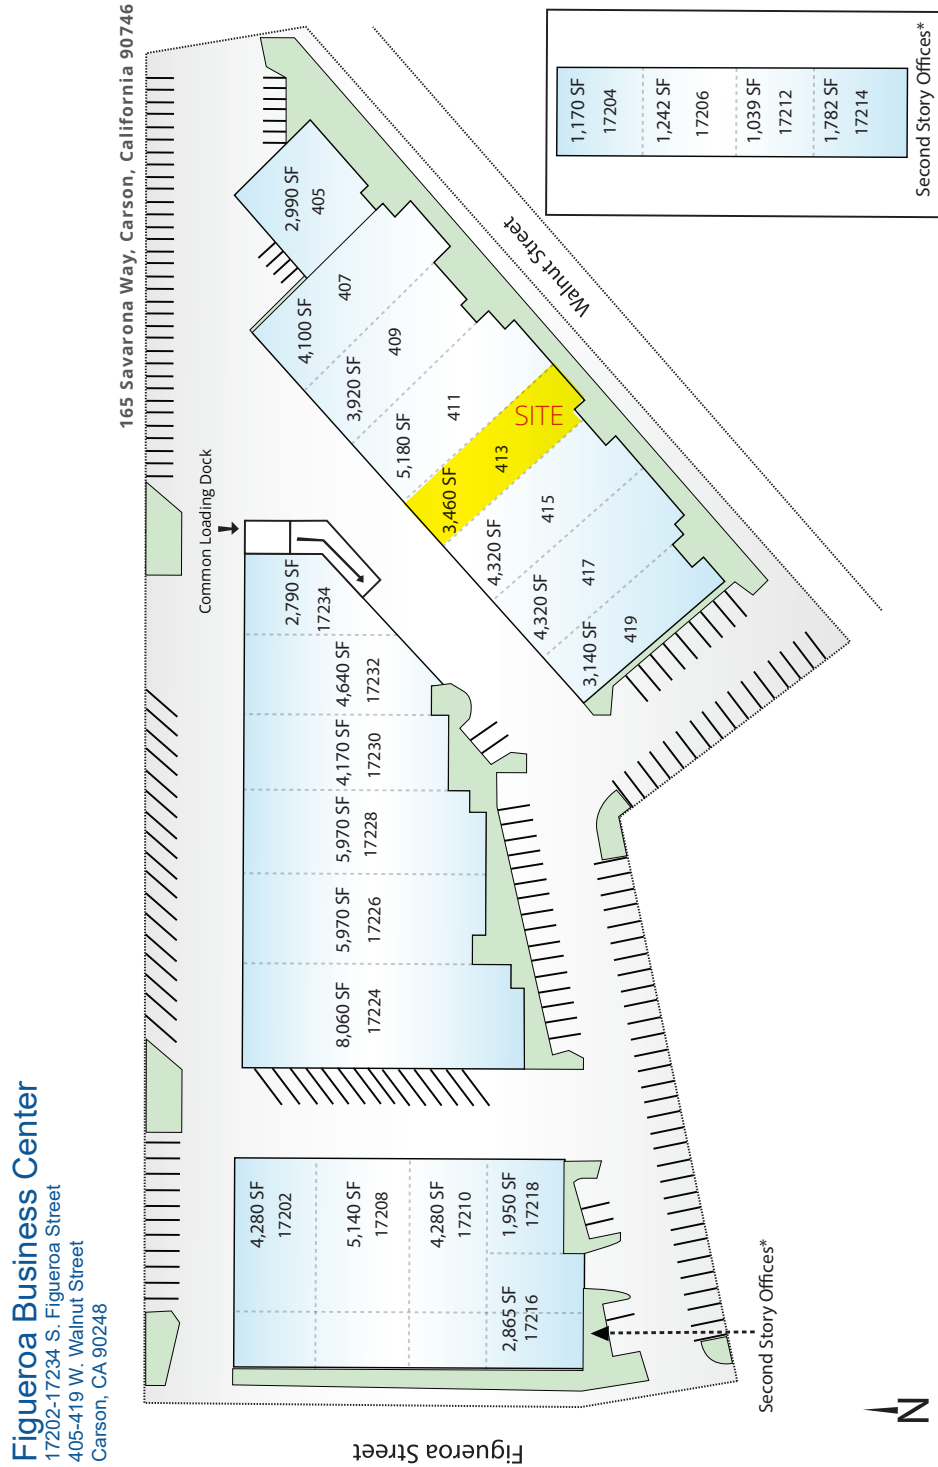 Figueroa Business Center
17202-17234 S. Figueroa Street
405-419 W. Walnut Street
Carson, CA 90248
165 Savarona Way, Carson, California 90746
Common Loading Dock
2,990 SF
405
4,100 SF
407
3,920 SF
409
5,180 SF
411
3,460 SF
413
SITE
4,320 SF
415
4,320 SF
417
3,140 SF
419
Walnut Street
2,790 SF
17234
4,640 SF
17232
4,170 SF
17230
5,970 SF
17228
5,970 SF
17226
8,060 SF
17224
4,280 SF
17202
5,140 SF
17208
4,280 SF
17210
1,950 SF
17218
2,865 SF
17216
Second Story Offices*
Figueroa Street
N
1,170 SF
17204
1,242 SF
17206
1,039 SF
17212
1,782 SF
17214
Second Story Offices*